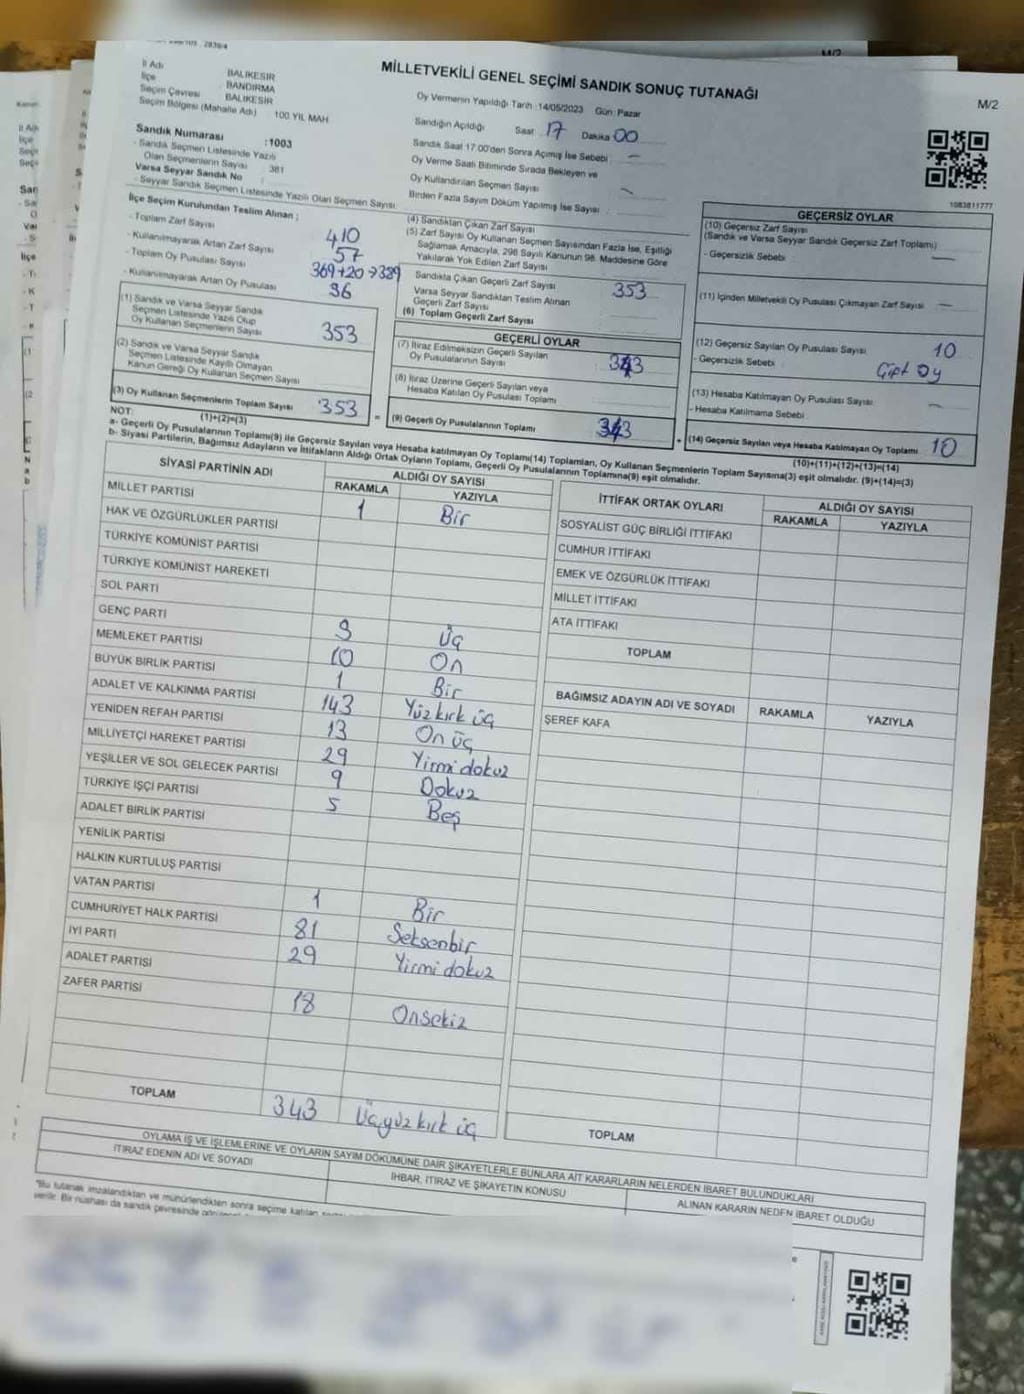 MİLLETVEKİLİ GENEL SEÇİMİ SANDIK SONUÇ TUTANAĞI
M/2
İl Adı BALIKESİR
İlçe BANDIRMA
Seçim Çevresi BALIKESİR
Seçim Bölgesi (Mahalle Adı) 100.YIL MAH
Oy Vermenin Yapıldığı Tarih :14/05/2023 Gün: Pazar
Sandığın Açıldığı Saat 17 Dakika 00
Sandık Saat 17.00'den Sonra Açılmış İse Sebebi —
Oy Verme Saati Bitiminde Sırada Bekleyen ve
Oy Kullandırılan Seçmen Sayısı
Birden Fazla Sayım Döküm Yapılmış İse Sayısı
Sandık Numarası :1003
- Sandık Seçmen Listesinde Yazılı
Olan Seçmenlerin Sayısı 381
Varsa Seyyar Sandık No
- Seyyar Sandık Seçmen Listesinde Yazılı Olan Seçmen Sayısı:
1083811777
İlçe Seçim Kurulundan Teslim Alınan ;
- Toplam Zarf Sayısı 410
- Kullanılmayarak Artan Zarf Sayısı 57
- Toplam Oy Pusulası Sayısı 369+20→389
- Kullanılmayarak Artan Oy Pusulası 36
(1) Sandık ve Varsa Seyyar Sandık
Seçmen Listesinde Yazılı Olup
Oy Kullanan Seçmenlerin Sayısı 353
(2) Sandık ve Varsa Seyyar Sandık
Seçmen Listesinde Kayıtlı Olmayan
Kanun Gereği Oy Kullanan Seçmen Sayısı
(3) Oy Kullanan Seçmenlerin Toplam Sayısı 353
(1)+(2)=(3)
(4) Sandıktan Çıkan Zarf Sayısı
(5) Zarf Sayısı Oy Kullanan Seçmen Sayısından Fazla İse, Eşitliği
Sağlamak Amacıyla, 298 Sayılı Kanunun 98. Maddesine Göre
Yakılarak Yok Edilen Zarf Sayısı
Sandıkta Çıkan Geçerli Zarf Sayısı 353
Varsa Seyyar Sandıktan Teslim Alınan
Geçerli Zarf Sayısı
(6) Toplam Geçerli Zarf Sayısı
GEÇERLİ OYLAR
(7) İtiraz Edilmeksizin Geçerli Sayılan
Oy Pusulalarının Sayısı 343
(8) İtiraz Üzerine Geçerli Sayılan veya
Hesaba Katılan Oy Pusulası Toplamı
= (9) Geçerli Oy Pusulalarının Toplamı 343
GEÇERSİZ OYLAR
(10) Geçersiz Zarf Sayısı
(Sandık ve Varsa Seyyar Sandık Geçersiz Zarf Toplamı)
- Geçersizlik Sebebi —
(11) İçinden Milletvekili Oy Pusulası Çıkmayan Zarf Sayısı —
(12) Geçersiz Sayılan Oy Pusulası Sayısı 10
- Geçersizlik Sebebi Çift Oy
(13) Hesaba Katılmayan Oy Pusulası Sayısı
- Hesaba Katılmama Sebebi —
+ (14) Geçersiz Sayılan veya Hesaba Katılmayan Oy Toplamı 10
(10)+(11)+(12)+(13)=(14)
NOT:
a- Geçerli Oy Pusulalarının Toplamı(9) ile Geçersiz Sayılan veya Hesaba katılmayan Oy Toplamı(14) Toplamları, Oy Kullanan Seçmenlerin Toplam Sayısına(3) eşit olmalıdır. (9)+(14)=(3)
b- Siyasi Partilerin, Bağımsız Adayların ve İttifakların Aldığı Ortak Oyların Toplamı, Geçerli Oy Pusulalarının Toplamına(9) eşit olmalıdır.
SİYASİ PARTİNİN ADI ALDIĞI OY SAYISI
RAKAMLA YAZIYLA
MİLLET PARTİSİ 1 Bir
HAK VE ÖZGÜRLÜKLER PARTİSİ
TÜRKİYE KOMÜNİST PARTİSİ
TÜRKİYE KOMÜNİST HAREKETİ
SOL PARTİ
GENÇ PARTİ 3 Üç
MEMLEKET PARTİSİ 10 On
BÜYÜK BİRLİK PARTİSİ 1 Bir
ADALET VE KALKINMA PARTİSİ 143 Yüz kırk üç
YENİDEN REFAH PARTİSİ 13 On üç
MİLLİYETÇİ HAREKET PARTİSİ 29 Yirmi dokuz
YEŞİLLER VE SOL GELECEK PARTİSİ 9 Dokuz
TÜRKİYE İŞÇİ PARTİSİ 5 Beş
ADALET BİRLİK PARTİSİ
YENİLİK PARTİSİ
HALKIN KURTULUŞ PARTİSİ
VATAN PARTİSİ 1 Bir
CUMHURİYET HALK PARTİSİ 81 Seksenbir
İYİ PARTİ 29 Yirmi dokuz
ADALET PARTİSİ
ZAFER PARTİSİ 18 Onsekiz
TOPLAM 343 Üçyüz kırk üç
İTTİFAK ORTAK OYLARI ALDIĞI OY SAYISI
RAKAMLA YAZIYLA
SOSYALİST GÜÇ BİRLİĞİ İTTİFAKI
CUMHUR İTTİFAKI
EMEK VE ÖZGÜRLÜK İTTİFAKI
MİLLET İTTİFAKI
ATA İTTİFAKI
TOPLAM
BAĞIMSIZ ADAYIN ADI VE SOYADI RAKAMLA YAZIYLA
ŞEREF KAFA
TOPLAM
OYLAMA İŞ VE İŞLEMLERİNE VE OYLARIN SAYIM DÖKÜMÜNE DAİR ŞİKAYETLERLE BUNLARA AİT KARARLARIN NELERDEN İBARET BULUNDUKLARI
İTİRAZ EDENİN ADI VE SOYADI İHBAR, İTİRAZ VE ŞİKAYETİN KONUSU ALINAN KARARIN NEDEN İBARET OLDUĞU
"Bu tutanak imzalandıktan ve mühürlendikten sonra seçime katılan
verilir. Bir nüshası da sandık çevresinde